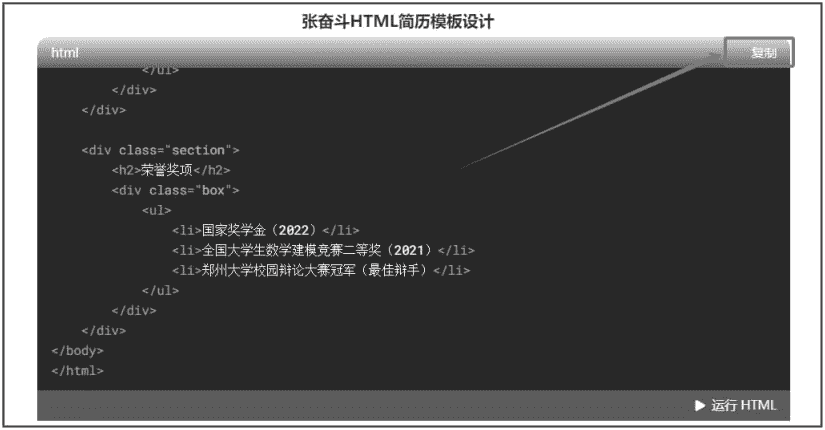 张奋斗HTML简历模板设计
html
复制
</ul>
</div>
</div>
<div class="section">
<h2>荣誉奖项</h2>
<div class="box">
<ul>
<li>国家奖学金（2022）</li>
<li>全国大学生数学建模竞赛二等奖（2021）</li>
<li>郑州大学校园辩论大赛冠军（最佳辩手）</li>
</ul>
</div>
</div>
</body>
</html>
▶ 运行 HTML